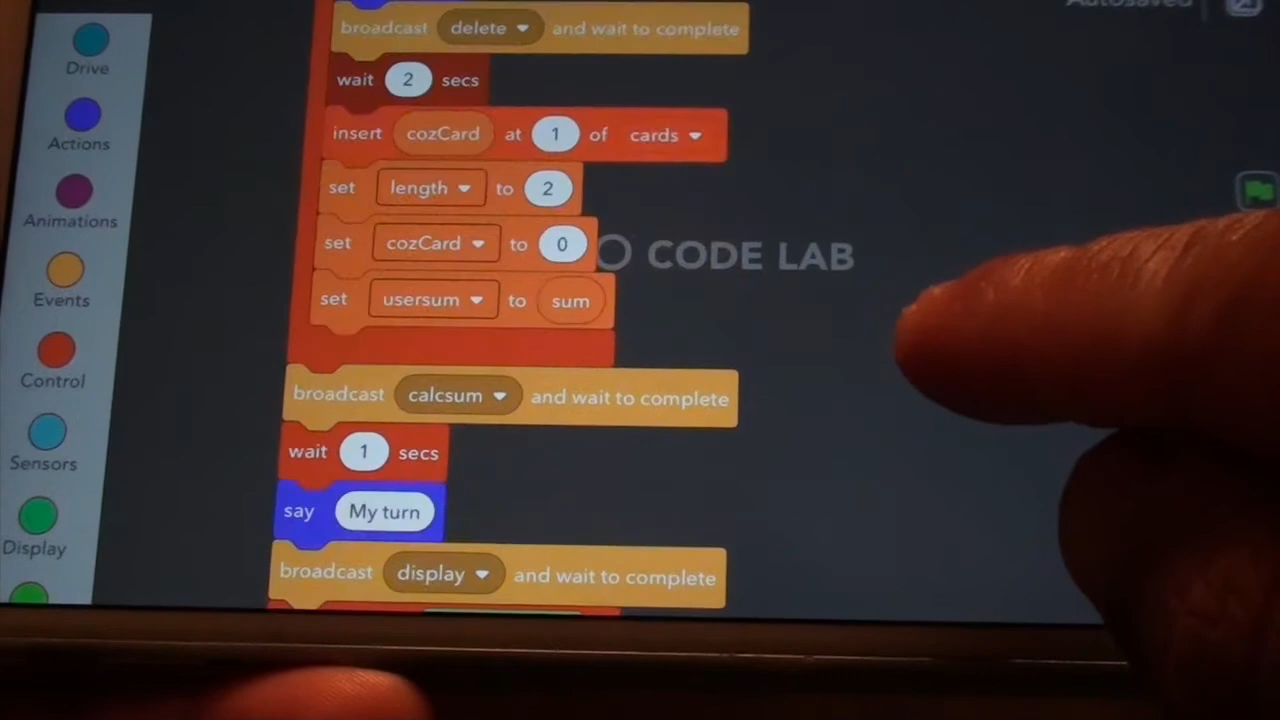 Autosaved
broadcast delete and wait to complete
wait 2 secs
insert cozCard at 1 of cards
set length to 2
set cozCard to 0
set usersum to sum
broadcast calcsum and wait to complete
wait 1 secs
say My turn
broadcast display and wait to complete
Drive
Actions
Animations
Events
Control
Sensors
Display
CODE LAB